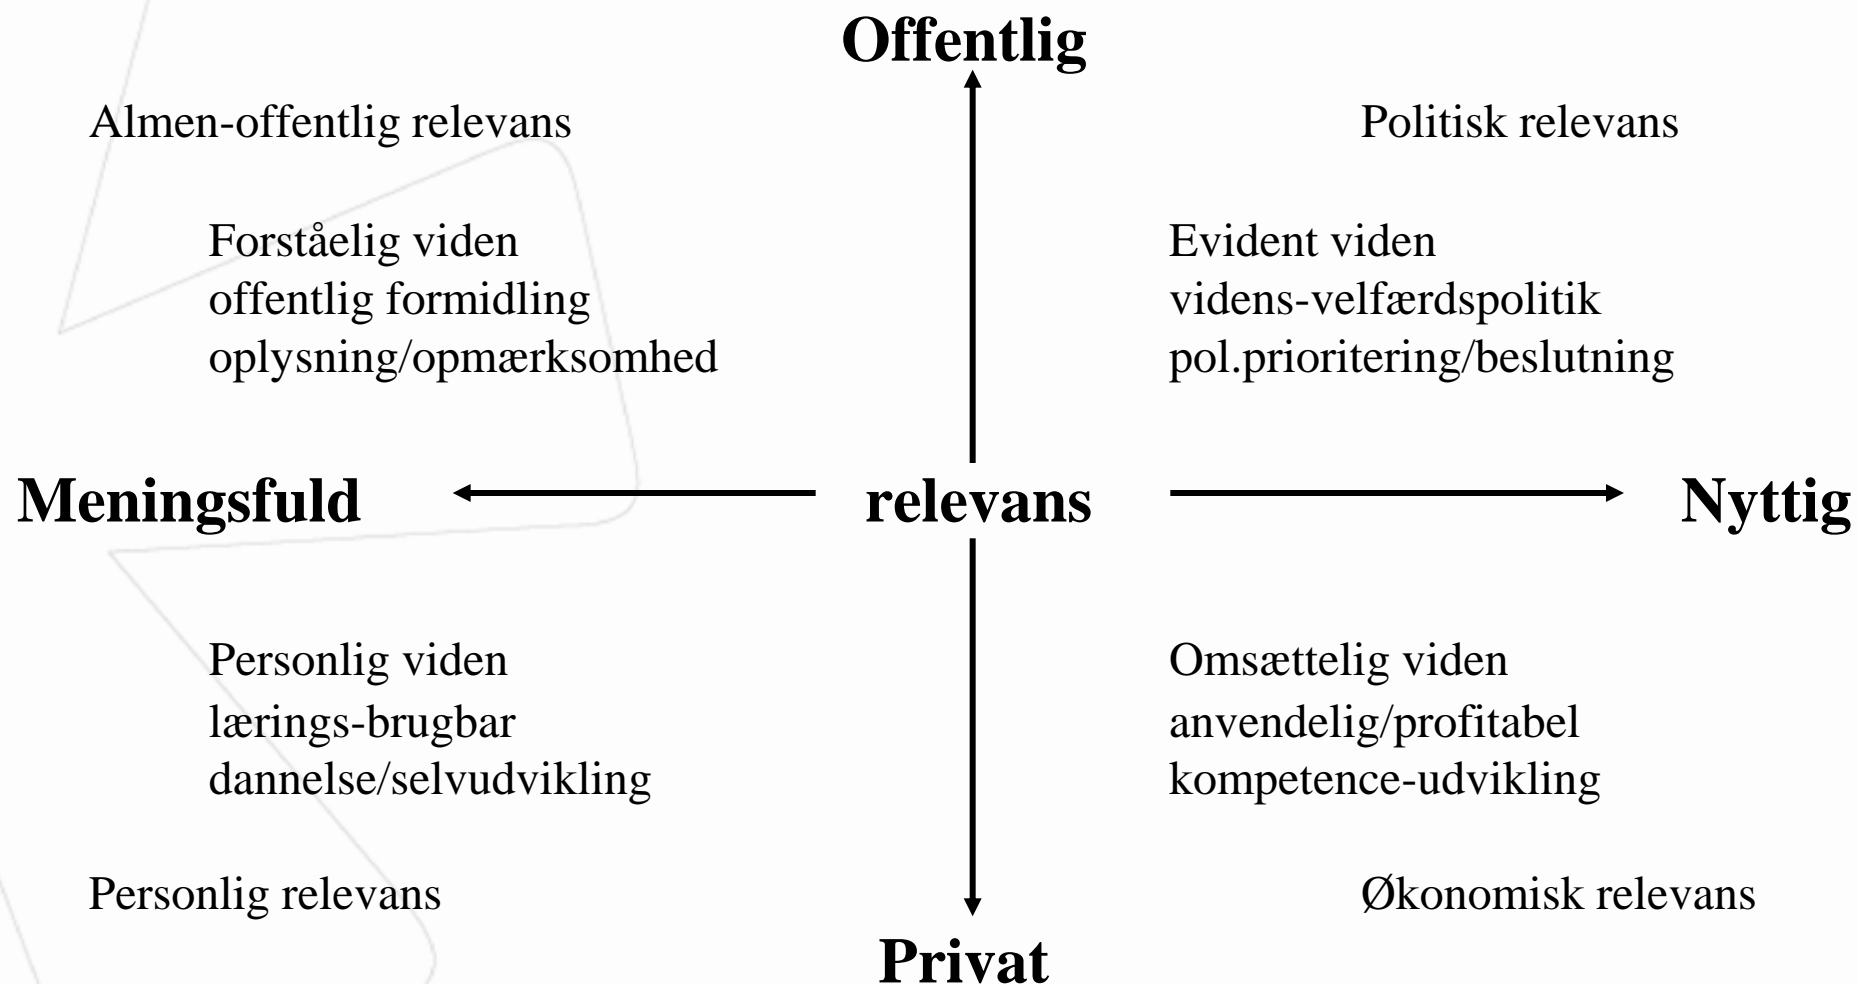 Offentlig
Almen-offentlig relevans
Politisk relevans
Forståelig viden
offentlig formidling
oplysning/opmærksomhed
Evident viden
videns-velfærdspolitik
pol.prioritering/beslutning
Meningsfuld
relevans
Nyttig
Personlig viden
lærings-brugbar
dannelse/selvudvikling
Omsættelig viden
anvendelig/profitabel
kompetence-udvikling
Personlig relevans
Økonomisk relevans
Privat